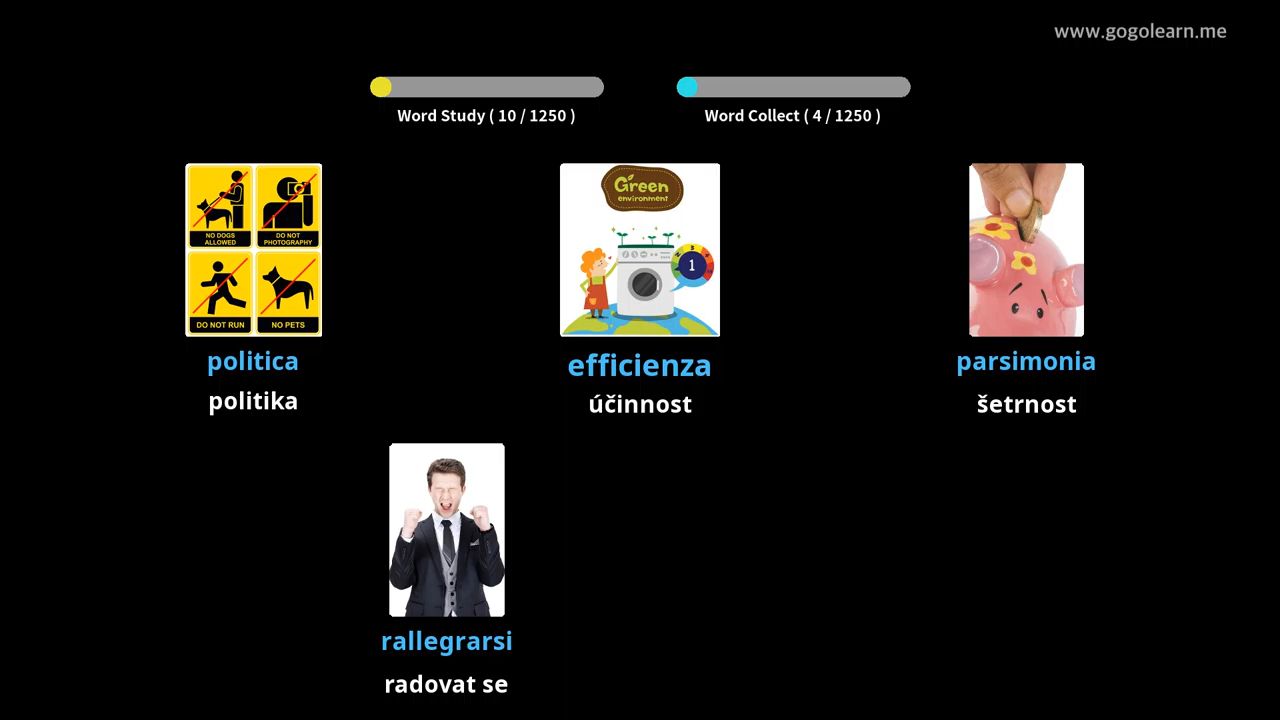 www.gogolearn.me
Word Study ( 10 / 1250 )
Word Collect ( 4 / 1250 )
NO DOGS
ALLOWED
DO NOT
PHOTOGRAPHY
DO NOT RUN
NO PETS
Green
environment
1
politica
efficienza
parsimonia
politika
účinnost
šetrnost
rallegrarsi
radovat se